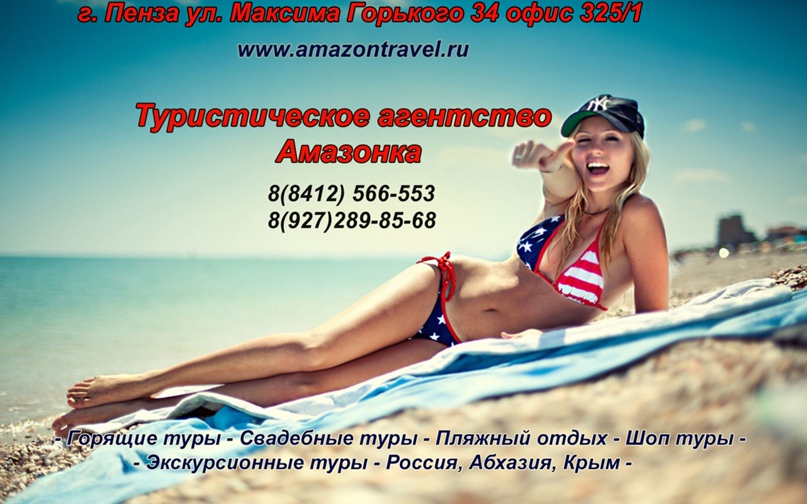 г. Пенза ул. Максима Горького 34 офис 325/1
www.amazontravel.ru
Туристическое агентство
Амазонка
8(8412) 566-553
8(927)289-85-68
- Горящие туры - Свадебные туры - Пляжный отдых - Шоп туры -
- Экскурсионные туры - Россия, Абхазия, Крым -